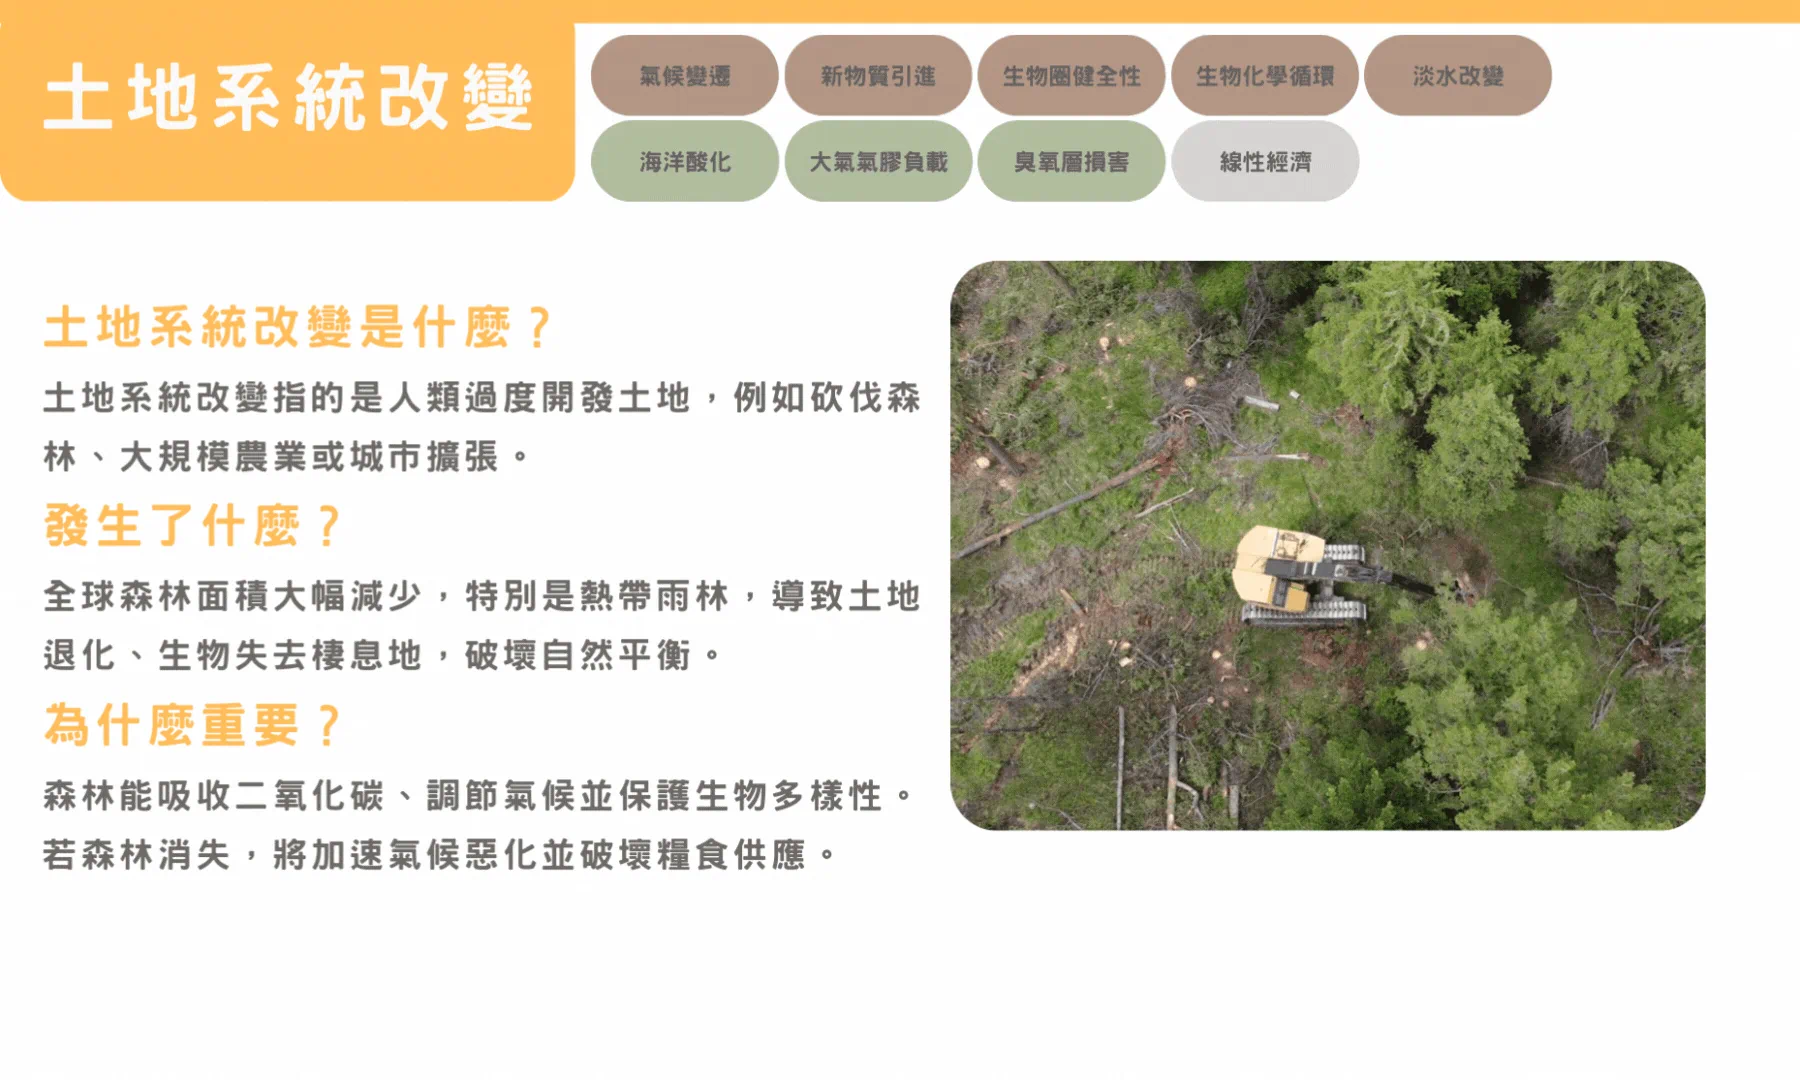 土地系統改變
氣候變遷
新物質引進
生物圈健全性
生物化學循環
淡水改變
海洋酸化
大氣氣膠負載
臭氧層損害
線性經濟
土地系統改變是什麼？
土地系統改變指的是人類過度開發土地，例如砍伐森
林、大規模農業或城市擴張。
發生了什麼？
全球森林面積大幅減少，特別是熱帶雨林，導致土地
退化、生物失去棲息地，破壞自然平衡。
為什麼重要？
森林能吸收二氧化碳、調節氣候並保護生物多樣性。
若森林消失，將加速氣候惡化並破壞糧食供應。